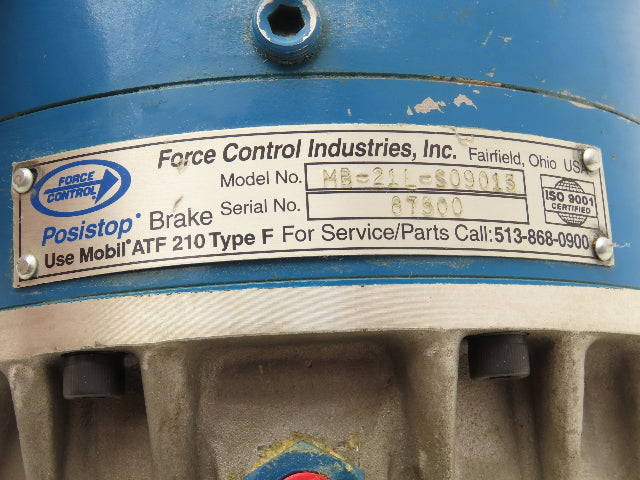 Force Control Industries, Inc. Fairfield, Ohio USA
FORCE CONTROL
Model No. MB-21L-S09015
Posistop® Brake Serial No. 87500
ISO 9001 CERTIFIED
Use Mobil® ATF 210 Type F For Service/Parts Call:513-868-0900